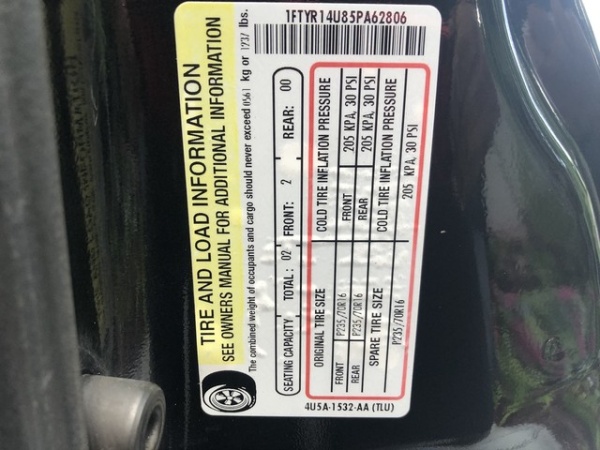 TIRE AND LOAD INFORMATION
SEE OWNERS MANUAL FOR ADDITIONAL INFORMATION
The combined weight of occupants and cargo should never exceed 0561 kg or 1237 lbs.
SEATING CAPACITY TOTAL: 02 FRONT: 2 REAR: 00
ORIGINAL TIRE SIZE COLD TIRE INFLATION PRESSURE
FRONT P235/70R16 FRONT 205 KPA, 30 PSI
REAR P235/70R16 REAR 205 KPA, 30 PSI
SPARE TIRE SIZE COLD TIRE INFLATION PRESSURE
P235/70R16 205 KPA, 30 PSI
4U5A-1532-AA (TLU)
1FTYR14U85PA62806